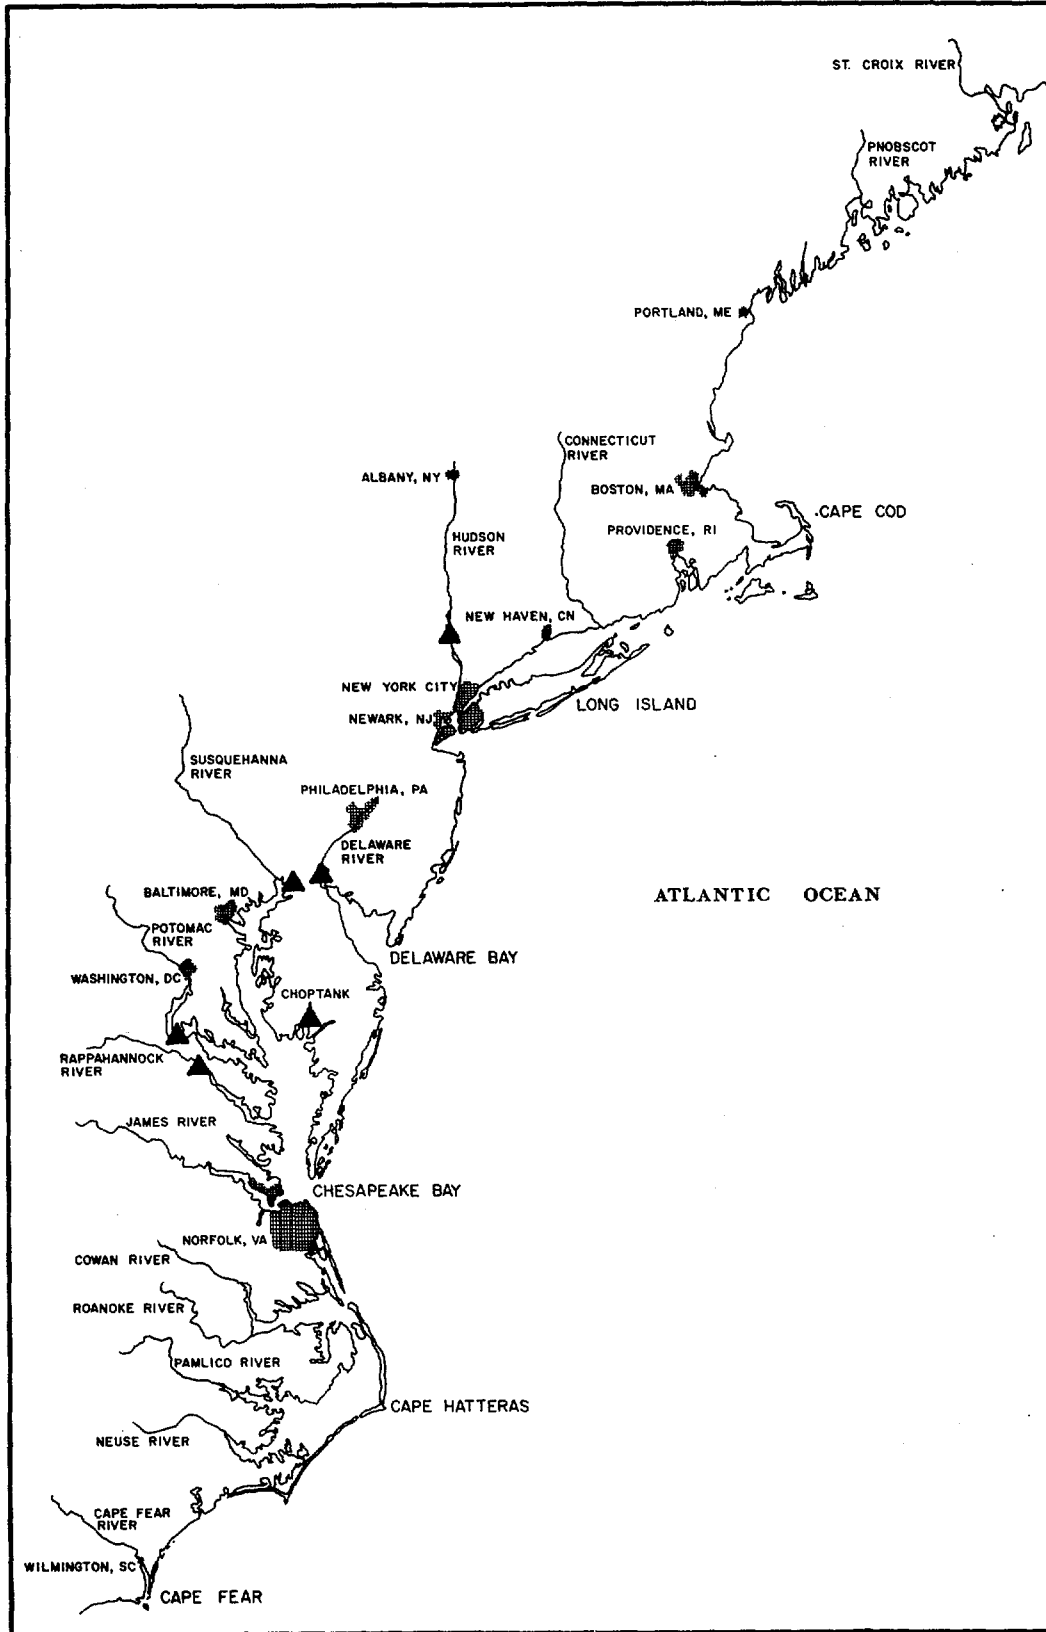 ST. CROIX RIVER
PNOBSCOT
RIVER
PORTLAND, ME
CONNECTICUT
RIVER
ALBANY, NY
BOSTON, MA
CAPE COD
PROVIDENCE, RI
HUDSON
RIVER
NEW HAVEN, CN
NEW YORK CITY
LONG ISLAND
NEWARK, NJ
SUSQUEHANNA
RIVER
PHILADELPHIA, PA
DELAWARE
RIVER
BALTIMORE, MD
ATLANTIC OCEAN
POTOMAC
RIVER
DELAWARE BAY
WASHINGTON, DC
CHOPTANK
RAPPAHANNOCK
RIVER
JAMES RIVER
CHESAPEAKE BAY
NORFOLK, VA
COWAN RIVER
ROANOKE RIVER
PAMLICO RIVER
CAPE HATTERAS
NEUSE RIVER
CAPE FEAR
RIVER
WILMINGTON, SC
CAPE FEAR